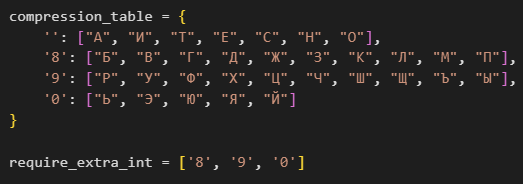 compression_table = {
    '': ["А", "И", "Т", "Е", "С", "Н", "О"],
    '8': ["Б", "В", "Г", "Д", "Ж", "З", "К", "Л", "М", "П"],
    '9': ["Р", "У", "Ф", "Х", "Ц", "Ч", "Ш", "Щ", "Ъ", "Ы"],
    '0': ["Ь", "Э", "Ю", "Я", "Й"]
}
require_extra_int = ['8', '9', '0']